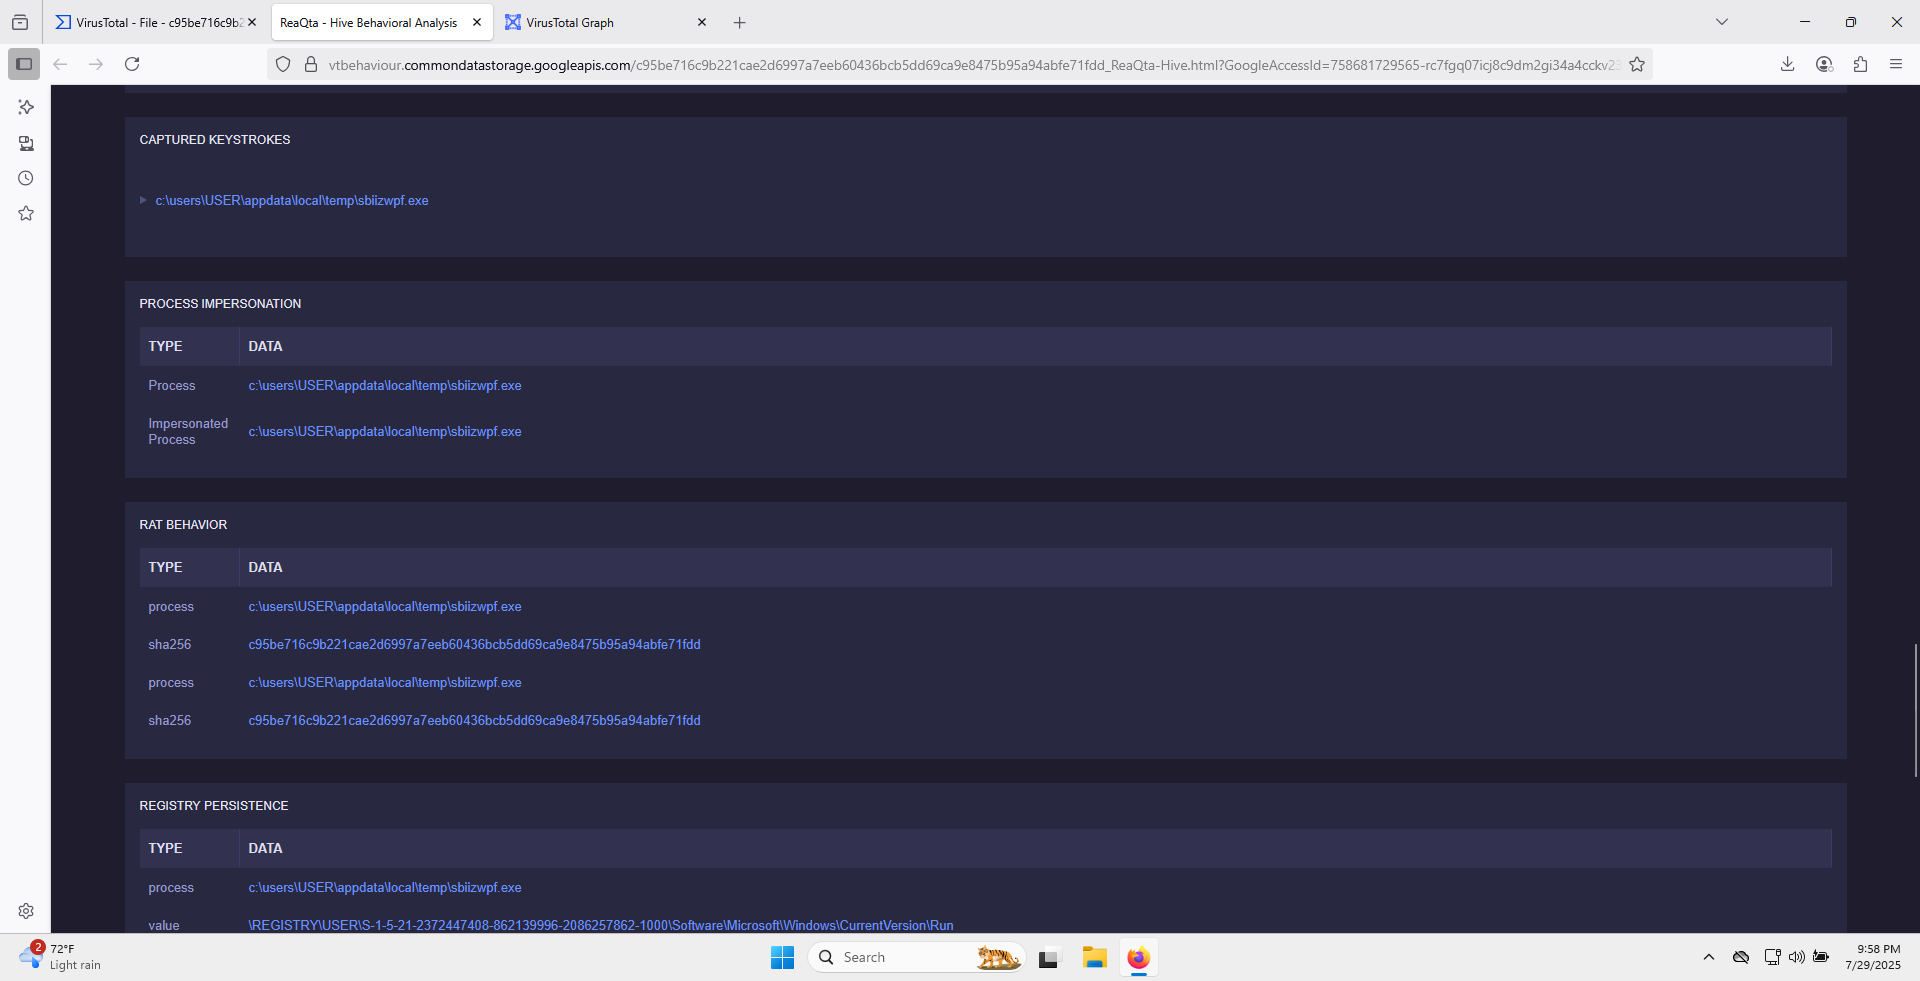 VirusTotal - File - c95be716c9b2
ReaQta - Hive Behavioral Analysis
VirusTotal Graph
vtbehaviour.commondatastorage.googleapis.com/c95be716c9b221cae2d6997a7eeb60436bcb5dd69ca9e8475b95a94abfe71fdd_ReaQta-Hive.html?GoogleAccessId=758681729565-rc7fgq07icj8c9dm2gi34a4cckv23
CAPTURED KEYSTROKES
c:\users\USER\appdata\local\temp\sbiizwpf.exe
PROCESS IMPERSONATION
TYPE DATA
Process c:\users\USER\appdata\local\temp\sbiizwpf.exe
Impersonated
Process c:\users\USER\appdata\local\temp\sbiizwpf.exe
RAT BEHAVIOR
TYPE DATA
process c:\users\USER\appdata\local\temp\sbiizwpf.exe
sha256 c95be716c9b221cae2d6997a7eeb60436bcb5dd69ca9e8475b95a94abfe71fdd
process c:\users\USER\appdata\local\temp\sbiizwpf.exe
sha256 c95be716c9b221cae2d6997a7eeb60436bcb5dd69ca9e8475b95a94abfe71fdd
REGISTRY PERSISTENCE
TYPE DATA
process c:\users\USER\appdata\local\temp\sbiizwpf.exe
value \REGISTRY\USER\S-1-5-21-2372447408-862139996-2086257862-1000\Software\Microsoft\Windows\CurrentVersion\Run
2
72°F
Light rain
Search
9:58 PM
7/29/2025